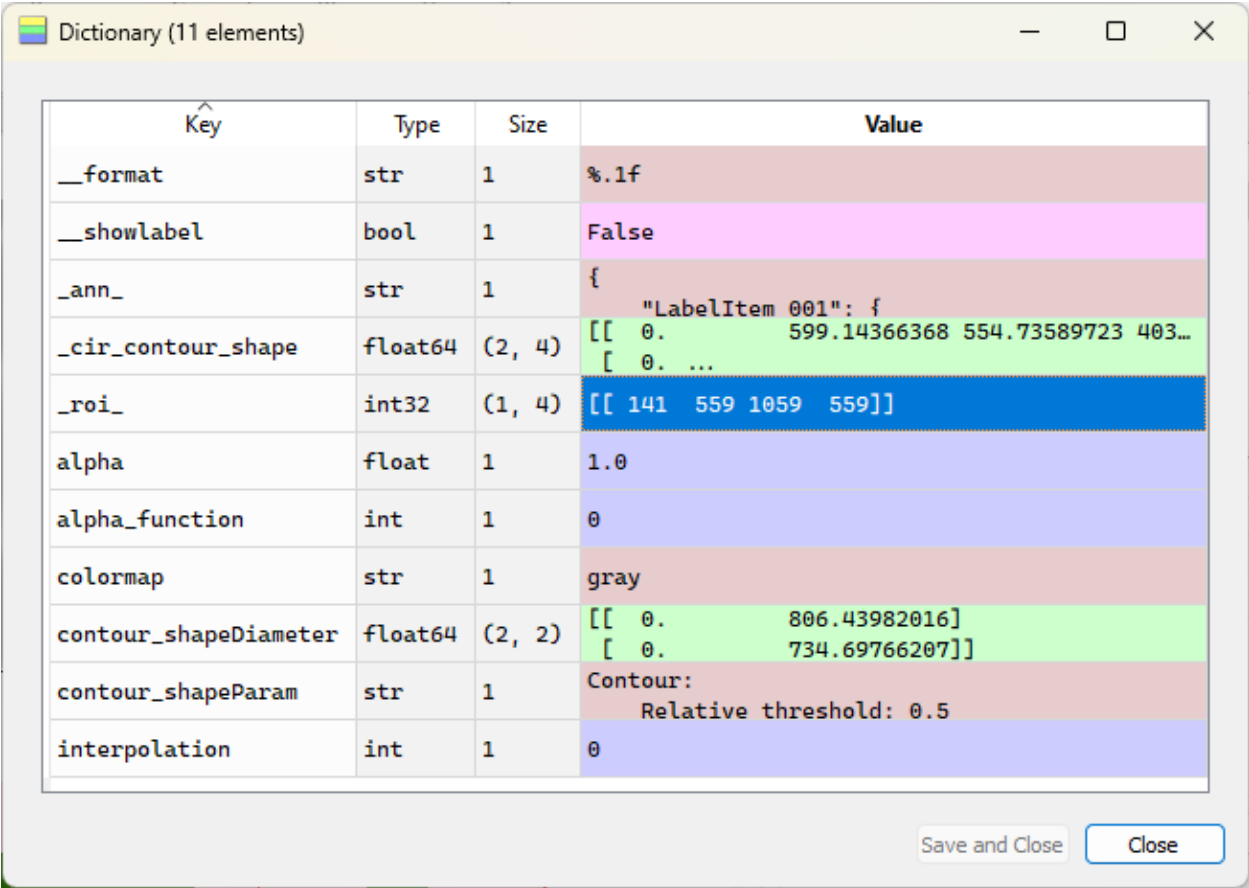 Dictionary (11 elements)
Key Type Size Value
__format str 1 %.1f
__showlabel bool 1 False
_ann_ str 1 {
"LabelItem 001": {
_cir_contour_shape float64 (2, 4) [[ 0. 599.14366368 554.73589723 403…
[ 0. ...
_roi_ int32 (1, 4) [[ 141 559 1059 559]]
alpha float 1 1.0
alpha_function int 1 0
colormap str 1 gray
contour_shapeDiameter float64 (2, 2) [[ 0. 806.43982016]
[ 0. 734.69766207]]
contour_shapeParam str 1 Contour:
Relative threshold: 0.5
interpolation int 1 0
Save and Close Close